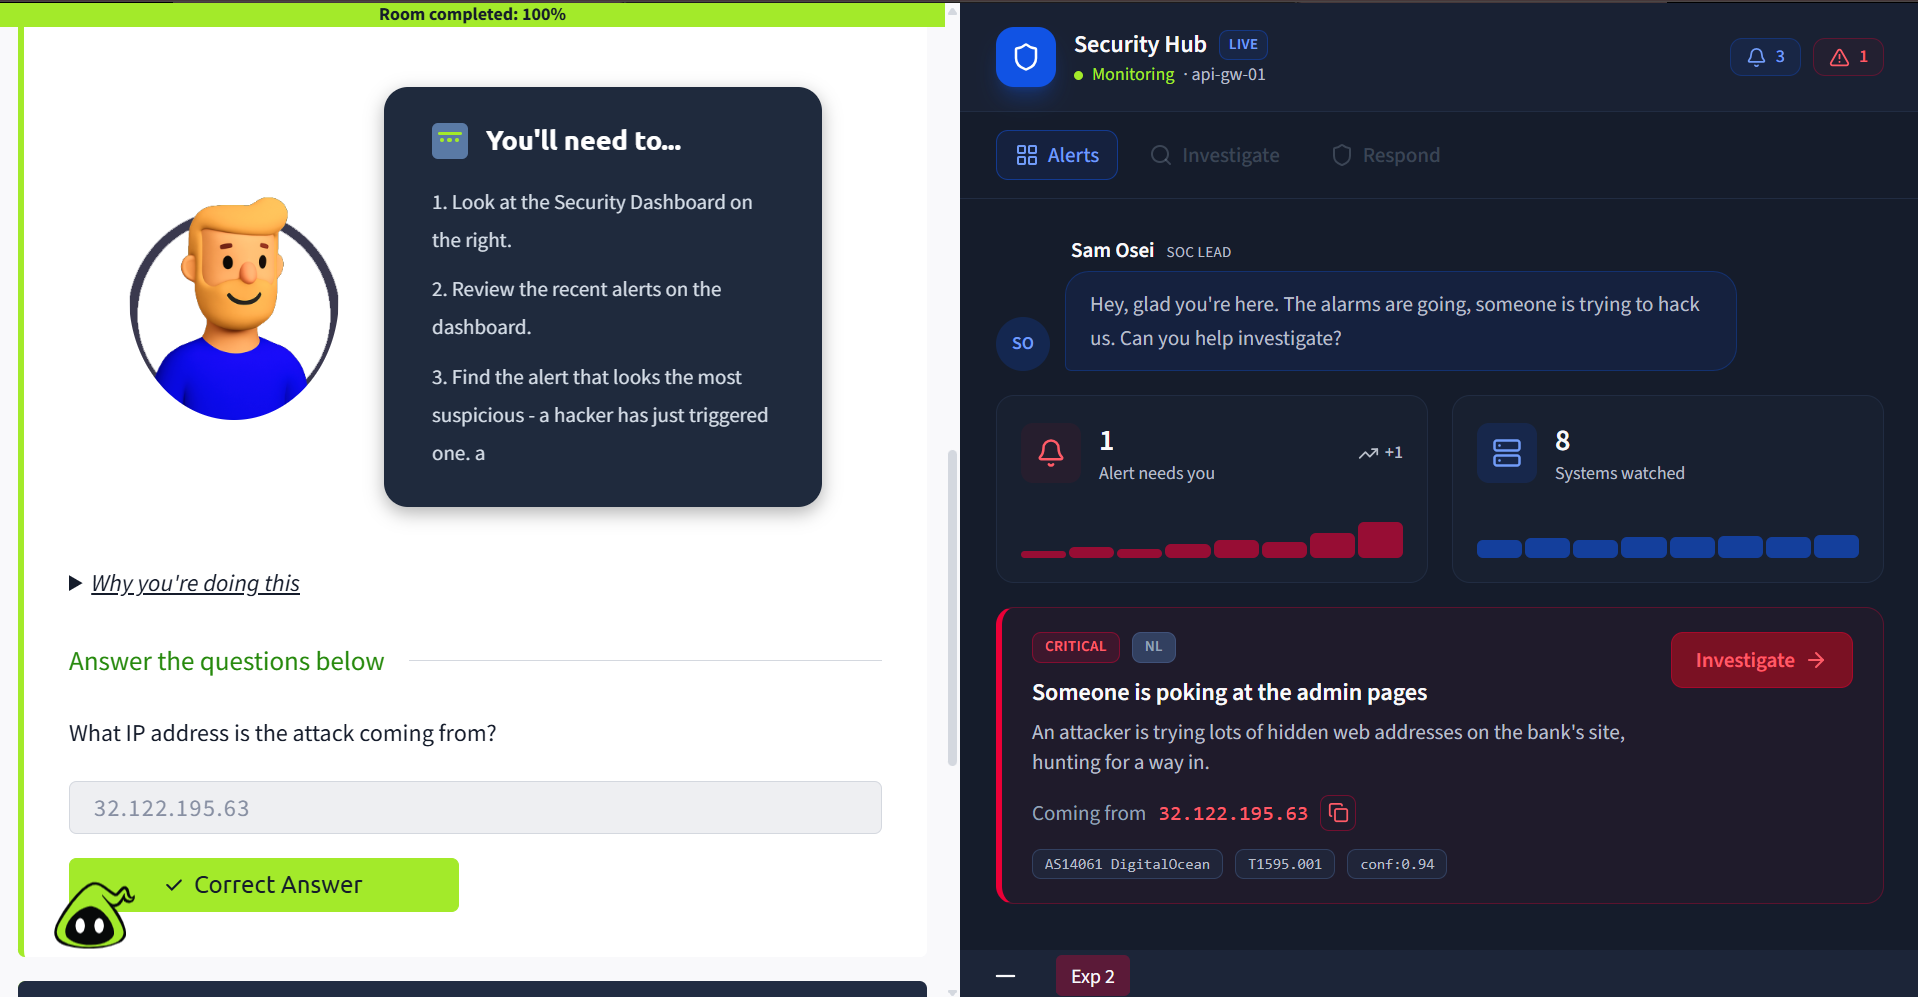 Room completed: 100%
You'll need to...
1. Look at the Security Dashboard on
the right.
2. Review the recent alerts on the
dashboard.
3. Find the alert that looks the most
suspicious - a hacker has just triggered
one. a
Why you're doing this
Answer the questions below
What IP address is the attack coming from?
32.122.195.63
Correct Answer
Security Hub LIVE
Monitoring · api-gw-01
3
1
Alerts
Investigate
Respond
Sam Osei SOC LEAD
SO
Hey, glad you're here. The alarms are going, someone is trying to hack
us. Can you help investigate?
1
Alert needs you
+1
8
Systems watched
CRITICAL
NL
Investigate
Someone is poking at the admin pages
An attacker is trying lots of hidden web addresses on the bank's site,
hunting for a way in.
Coming from 32.122.195.63
AS14061 DigitalOcean
T1595.001
conf:0.94
Exp 2